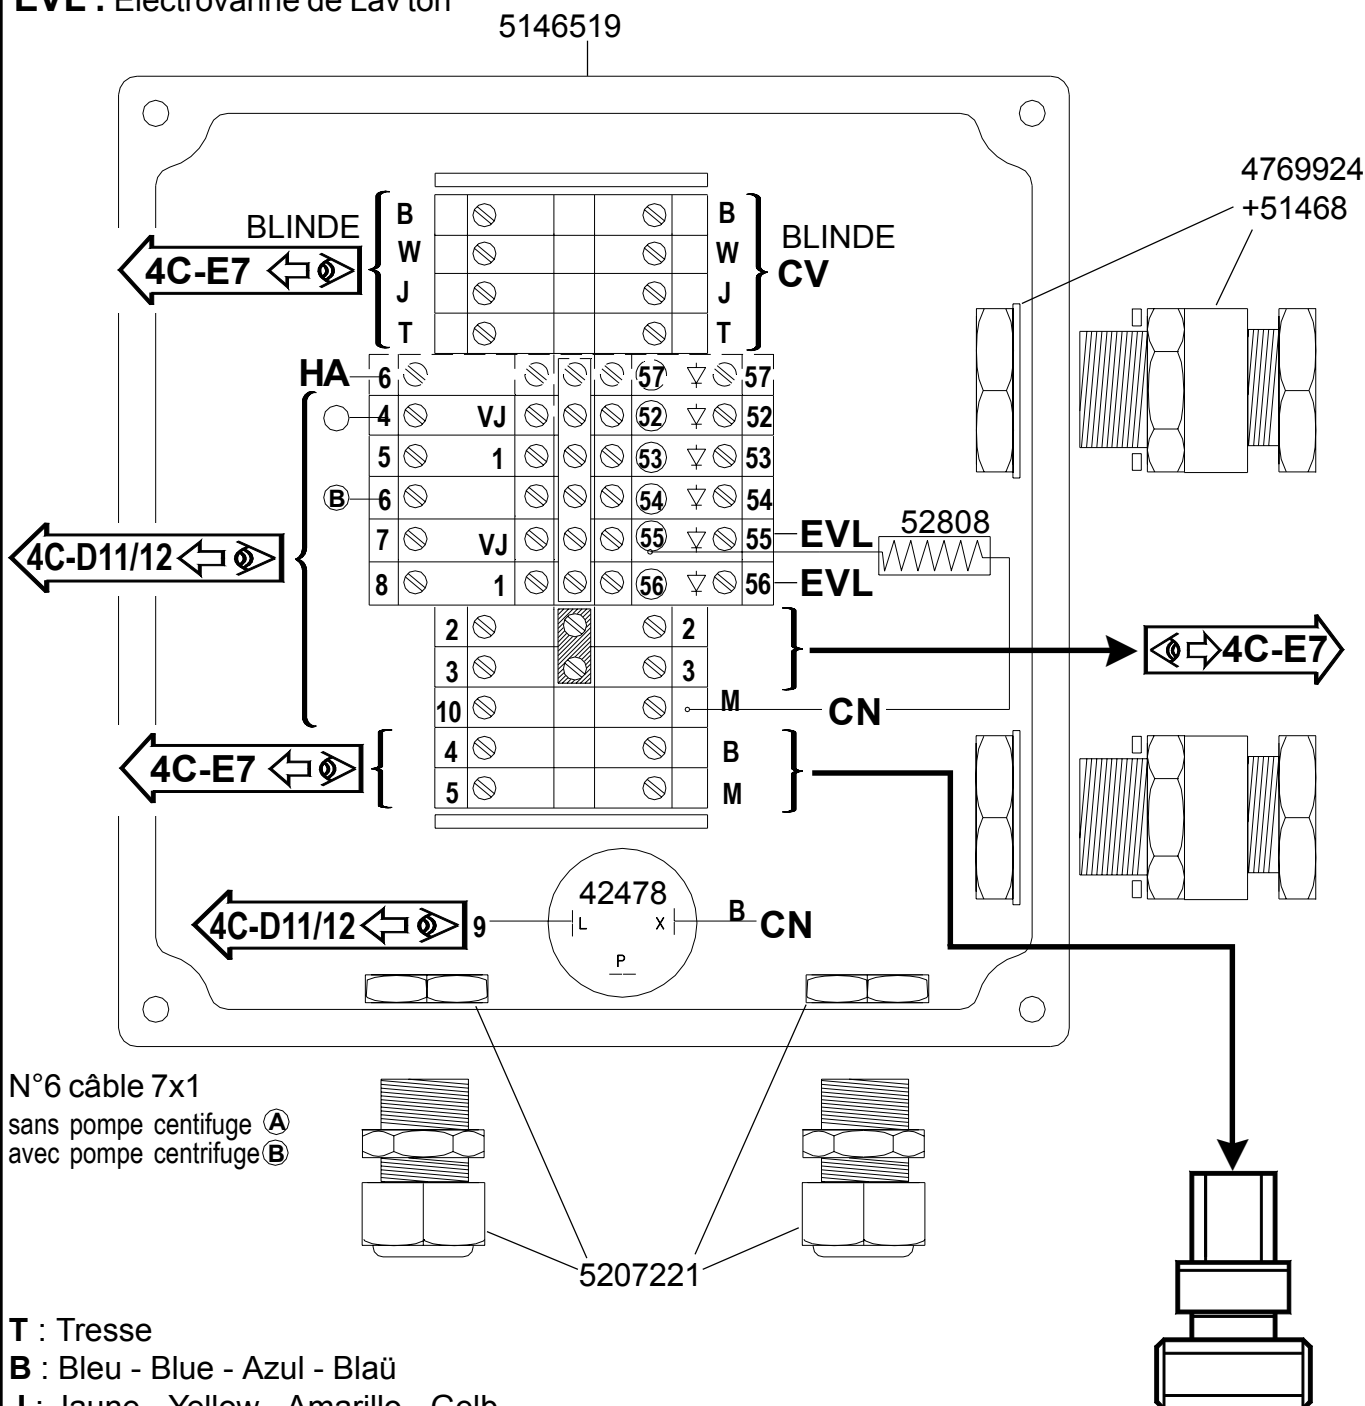 EVL : Electrovanne de Lav'ton
5146519
4769924
+51468
BLINDE
B
W
J
T
B
W
J
T
BLINDE
CV
4C-E7
HA
6 57 57
4 VJ 52 52
5 1 53 53
B 6 54 54
7 VJ 55 55 EVL
8 1 56 56 EVL
52808
4C-D11/12
2 2
3 3
4C-E7
10 M CN
4 B
5 M
4C-E7
42478
L X
P
4C-D11/12 9
B CN
N°6 câble 7x1
sans pompe centifuge A
avec pompe centrifuge B
5207221
T : Tresse
B : Bleu - Blue - Azul - Blaü
J : Jaune - Yellow - Amarillo - Gelb